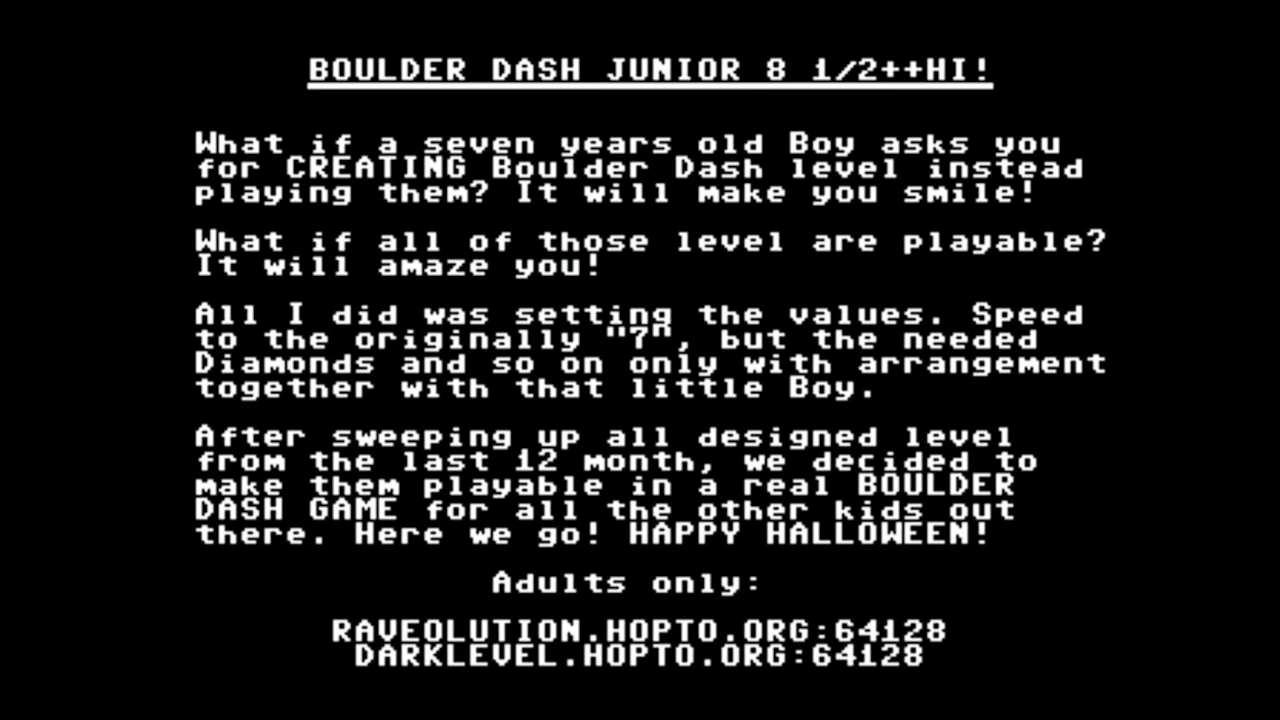 BOULDER DASH JUNIOR 8 1/2++HI!
What if a seven years old Boy asks you
for CREATING Boulder Dash level instead
playing them? It will make you smile!
What if all of those level are playable?
It will amaze you!
All I did was setting the values. Speed
to the originally "7", but the needed
Diamonds and so on only with arrangement
together with that little Boy.
After sweeping up all designed level
from the last 12 month, we decided to
make them playable in a real BOULDER
DASH GAME for all the other kids out
there. Here we go! HAPPY HALLOWEEN!
Adults only:
RAVEOLUTION.HOPTO.ORG:64128
DARKLEVEL.HOPTO.ORG:64128